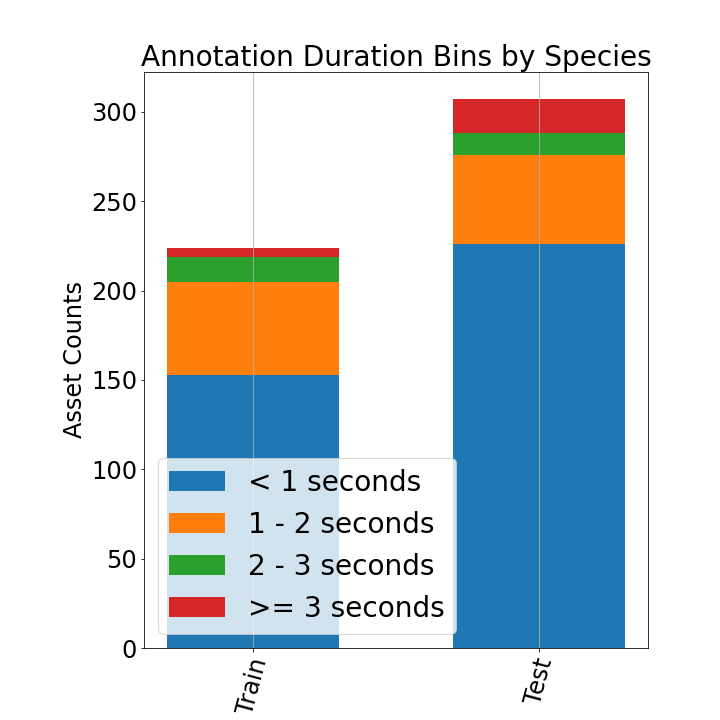 Annotation Duration Bins by Species
300
250
200
150
100
50
0
Asset Counts
< 1 seconds
1 - 2 seconds
2 - 3 seconds
>= 3 seconds
Train
Test